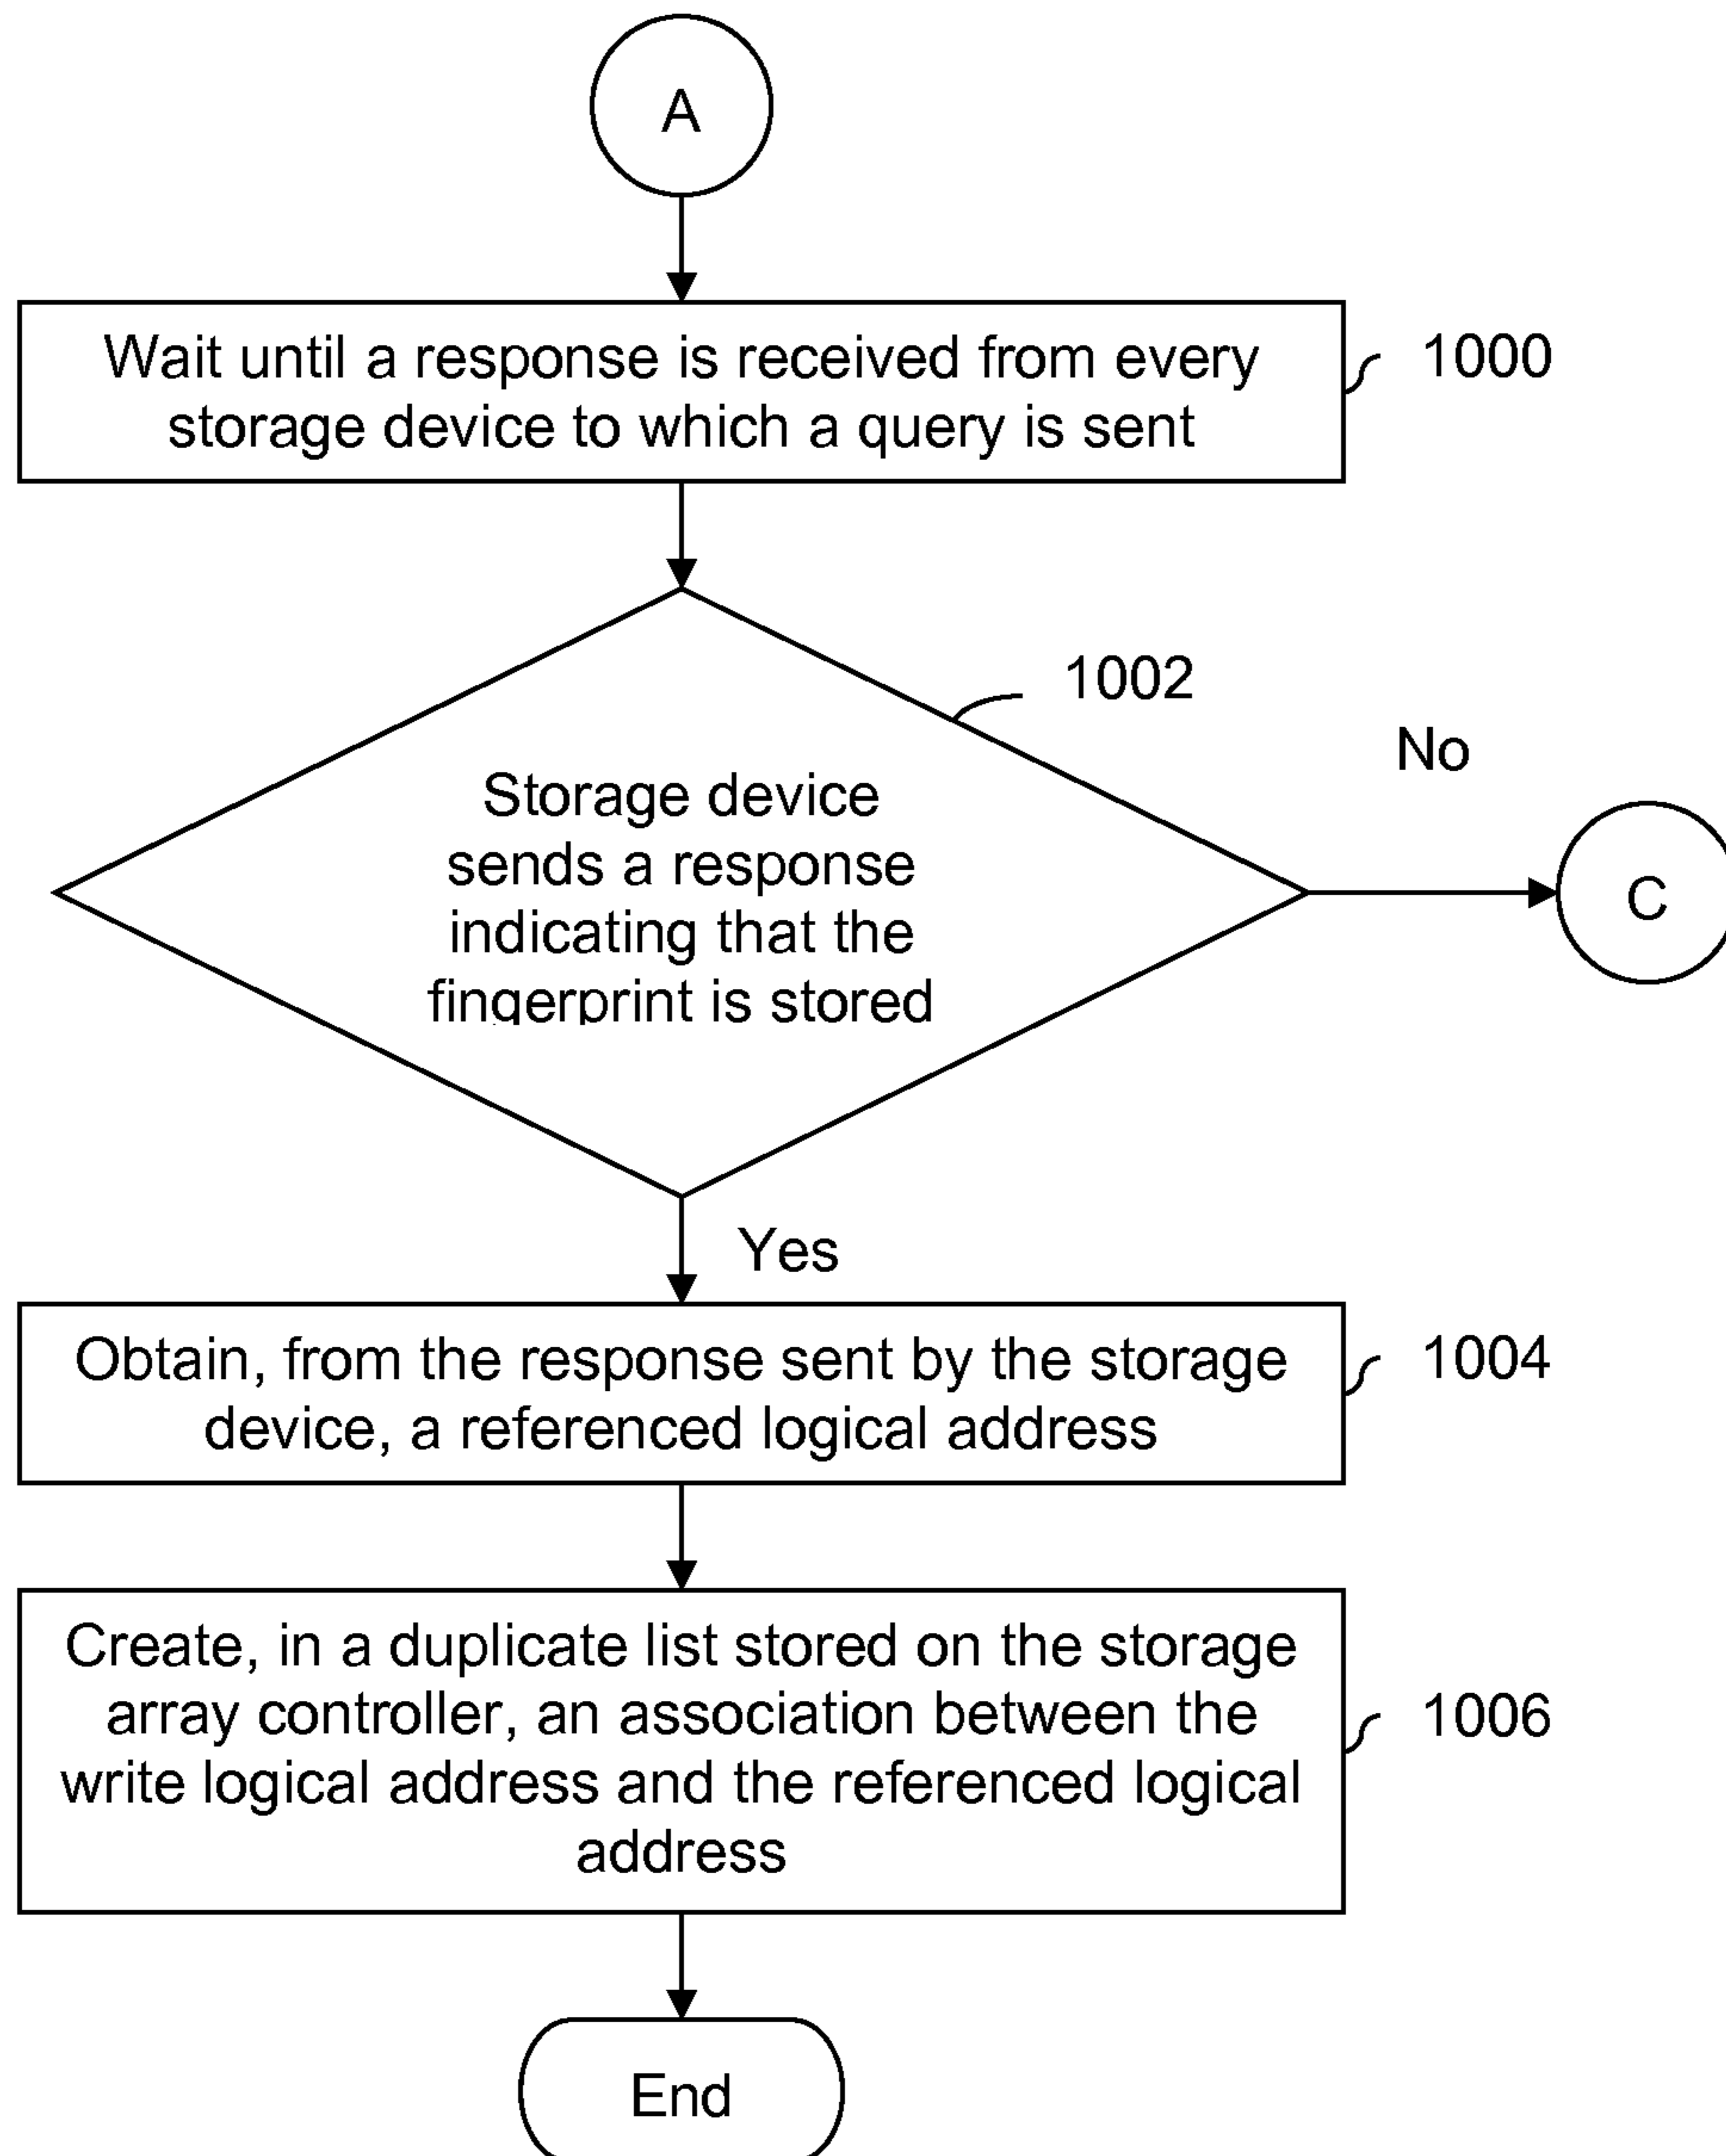 A
Wait until a response is received from every
storage device to which a query is sent
1000
1002
No
Storage device
sends a response
indicating that the
fingerprint is stored
C
Yes
Obtain, from the response sent by the storage
device, a referenced logical address
1004
Create, in a duplicate list stored on the storage
array controller, an association between the
write logical address and the referenced logical
address
1006
End